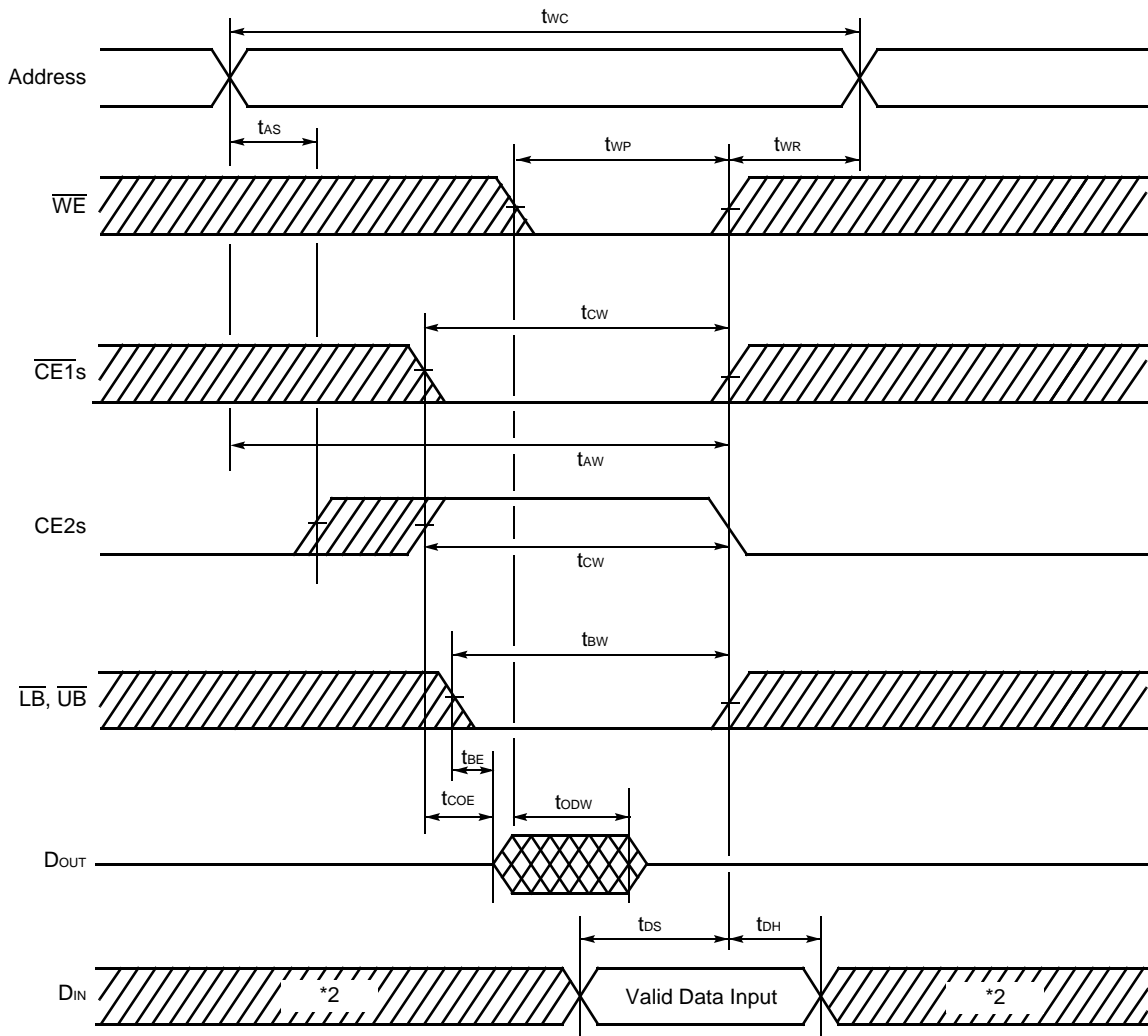 tWC
Address
tAS
tWP
tWR
WE
tCW
CE1s
tAW
CE2s
tCW
tBW
LB, UB
tBE
tCOE
tODW
DOUT
tDS
tDH
DIN
*2
Valid Data Input
*2